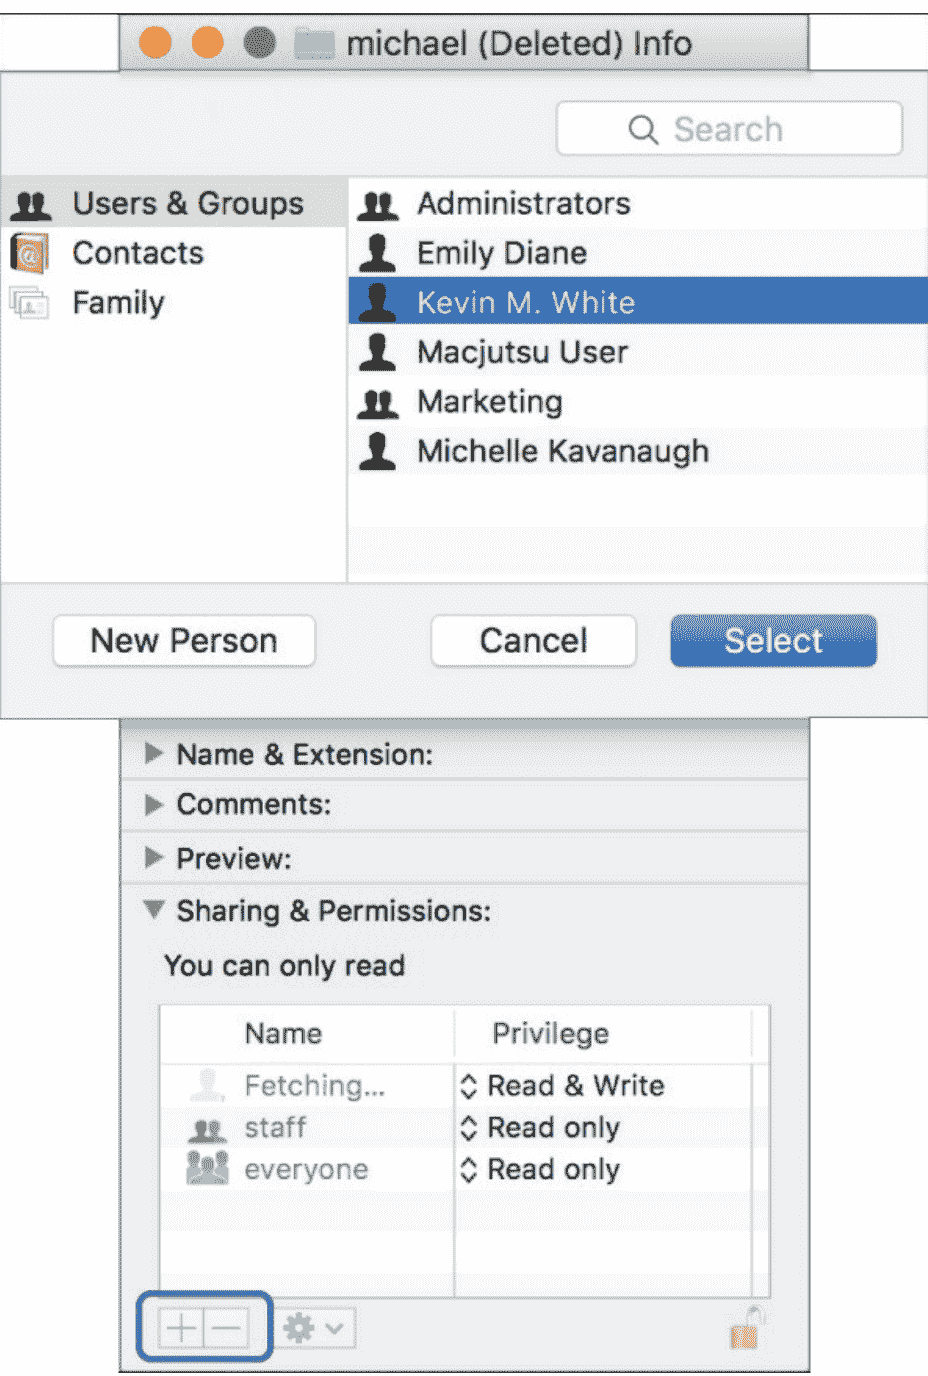 michael (Deleted) Info
Search
Users & Groups
Contacts
Family
Administrators
Emily Diane
Kevin M. White
Macjutsu User
Marketing
Michelle Kavanaugh
New Person Cancel Select
Name & Extension:
Comments:
Preview:
Sharing & Permissions:
You can only read
Name Privilege
Fetching... Read & Write
staff Read only
everyone Read only